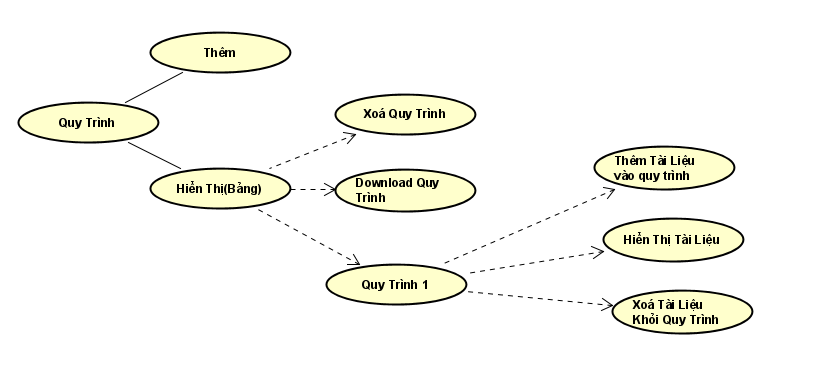 Thêm
Quy Trình
Hiển Thị(Bảng)
Xoá Quy Trình
Download Quy
Trình
Quy Trình 1
Thêm Tài Liệu
vào quy trình
Hiển Thị Tài Liệu
Xoá Tài Liệu
Khỏi Quy Trình